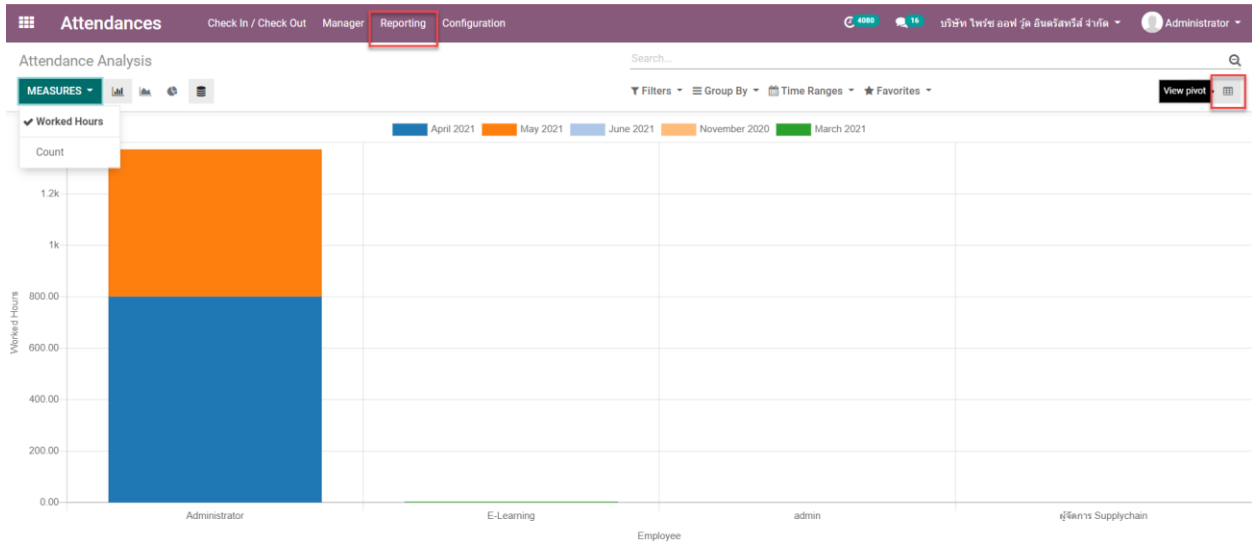 Attendances Check In / Check Out Manager Reporting Configuration 4080 16 บริษัท ไพร์ซ ออฟ วู้ด อินดรัสทรีส์ จำกัด Administrator
Attendance Analysis Search...
MEASURES Filters Group By Time Ranges Favorites View pivot
Worked Hours
Count
April 2021 May 2021 June 2021 November 2020 March 2021
1.2k
1k
800.00
600.00
400.00
200.00
0.00
Worked Hours
Administrator E-Learning admin ผู้จัดการ Supplychain
Employee